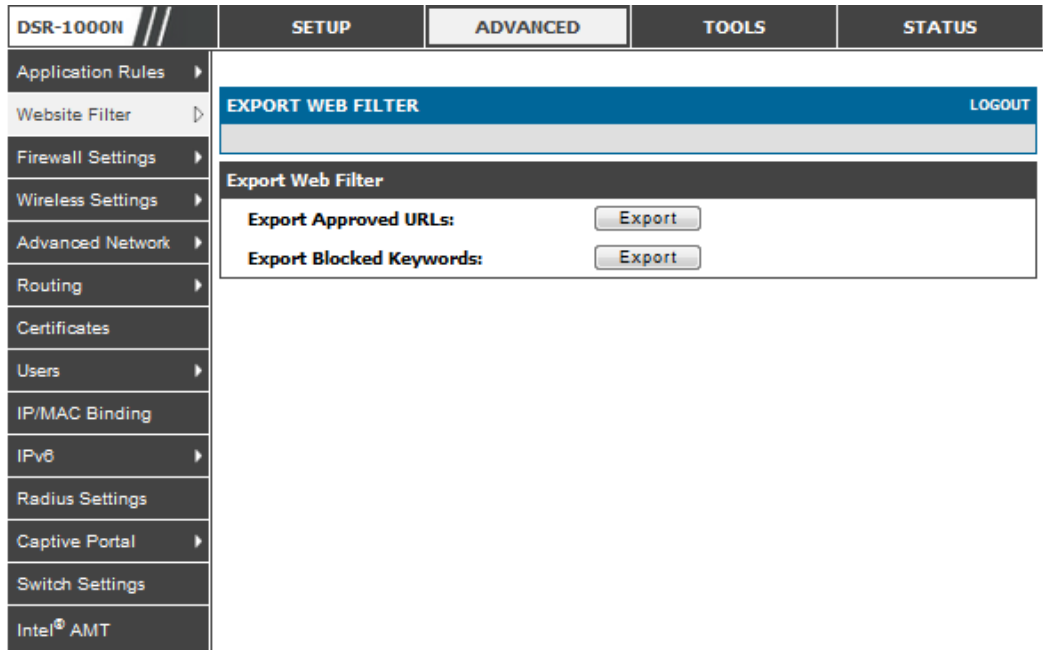 DSR-1000N SETUP ADVANCED TOOLS STATUS
Application Rules
Website Filter
Firewall Settings
Wireless Settings
Advanced Network
Routing
Certificates
Users
IP/MAC Binding
IPv6
Radius Settings
Captive Portal
Switch Settings
Intel® AMT
EXPORT WEB FILTER LOGOUT
Export Web Filter
Export Approved URLs: Export
Export Blocked Keywords: Export